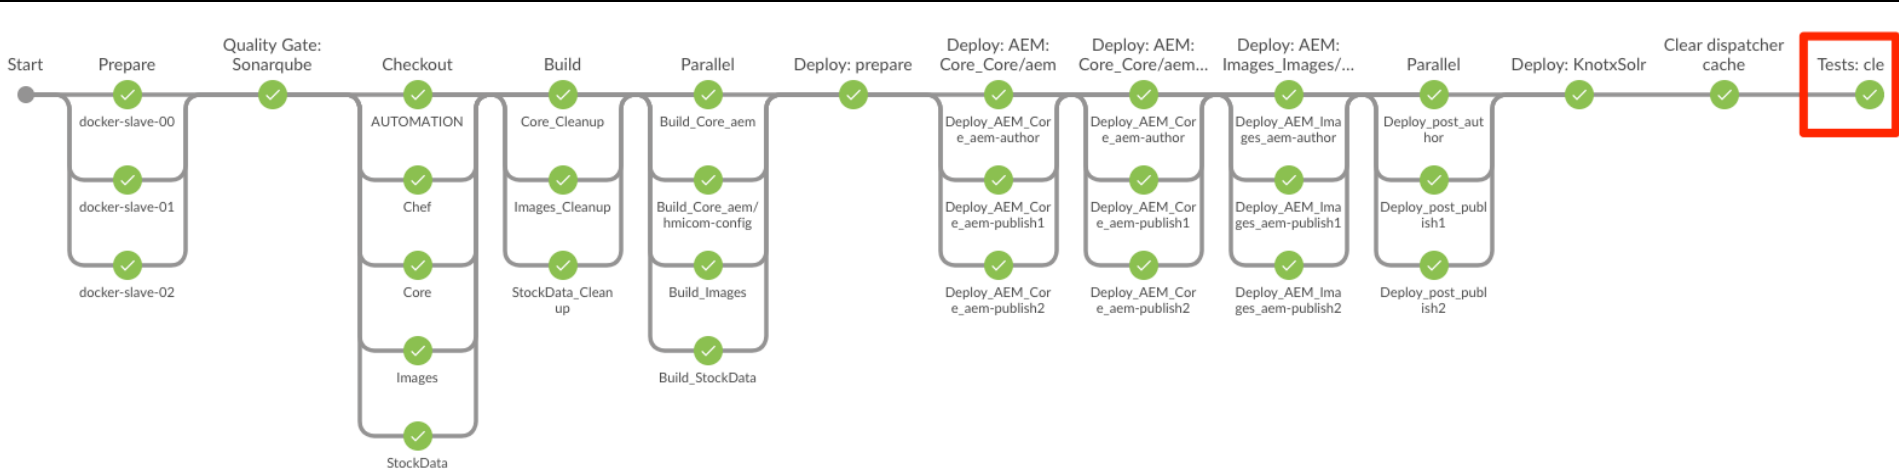 Start
Prepare
Quality Gate:
Sonarqube
Checkout
Build
Parallel
Deploy: prepare
Deploy: AEM:
Core_Core/aem
Deploy: AEM:
Core_Core/aem...
Deploy: AEM:
Images_Images/...
Parallel
Deploy: KnotxSolr
Clear dispatcher
cache
Tests: cle
docker-slave-00
docker-slave-01
docker-slave-02
AUTOMATION
Chef
Core
Images
StockData
Core_Cleanup
Images_Cleanup
StockData_Clean
up
Build_Core_aem
Build_Core_aem/
hmicom-config
Build_Images
Build_StockData
Deploy_AEM_Cor
e_aem-author
Deploy_AEM_Cor
e_aem-publish1
Deploy_AEM_Cor
e_aem-publish2
Deploy_AEM_Cor
e_aem-author
Deploy_AEM_Cor
e_aem-publish1
Deploy_AEM_Cor
e_aem-publish2
Deploy_AEM_Ima
ges_aem-author
Deploy_AEM_Ima
ges_aem-publish1
Deploy_AEM_Ima
ges_aem-publish2
Deploy_post_aut
hor
Deploy_post_publ
ish1
Deploy_post_publ
ish2